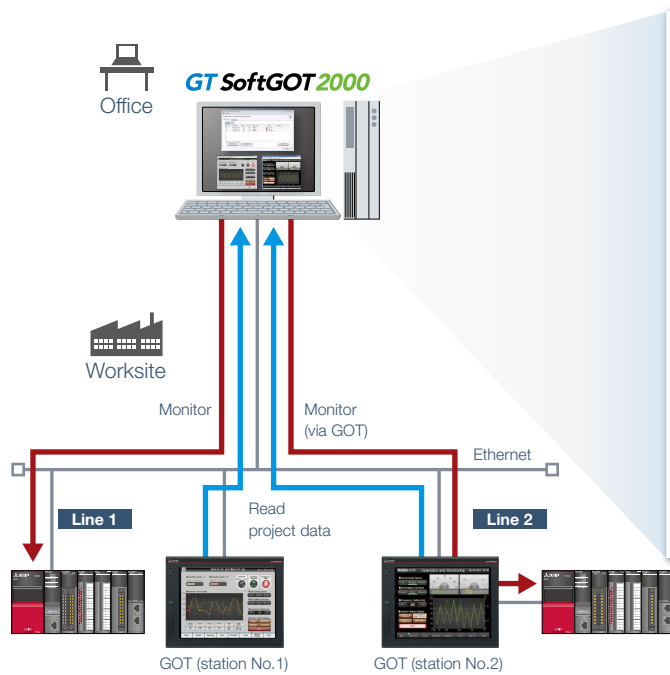 GT SoftGOT2000
Office
Worksite
Monitor
Monitor
(via GOT)
Ethernet
Line 1
Read
project data
Line 2
GOT (station No.1)
GOT (station No.2)